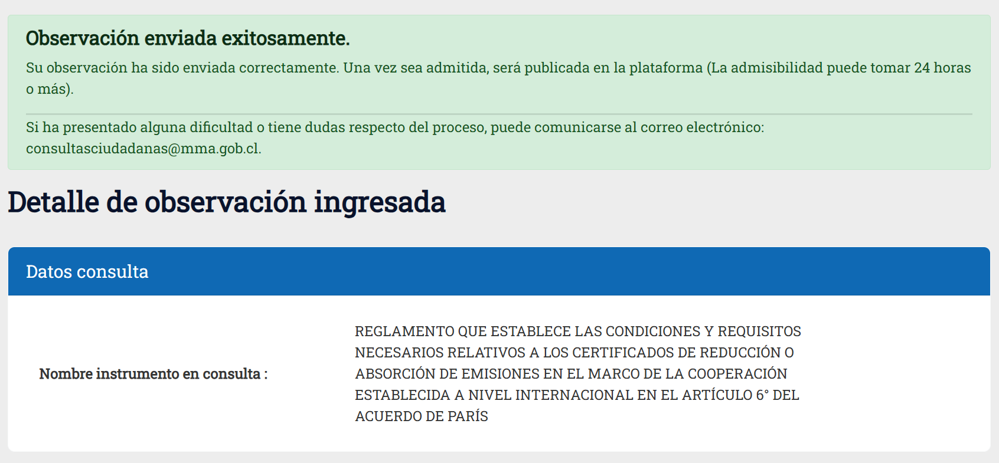 Observación enviada exitosamente.
Su observación ha sido enviada correctamente. Una vez sea admitida, será publicada en la plataforma (La admisibilidad puede tomar 24 horas
o más).
Si ha presentado alguna dificultad o tiene dudas respecto del proceso, puede comunicarse al correo electrónico:
consultasciudadanas@mma.gob.cl.
Detalle de observación ingresada
Datos consulta
Nombre instrumento en consulta :
REGLAMENTO QUE ESTABLECE LAS CONDICIONES Y REQUISITOS
NECESARIOS RELATIVOS A LOS CERTIFICADOS DE REDUCCIÓN O
ABSORCIÓN DE EMISIONES EN EL MARCO DE LA COOPERACIÓN
ESTABLECIDA A NIVEL INTERNACIONAL EN EL ARTÍCULO 6° DEL
ACUERDO DE PARÍS